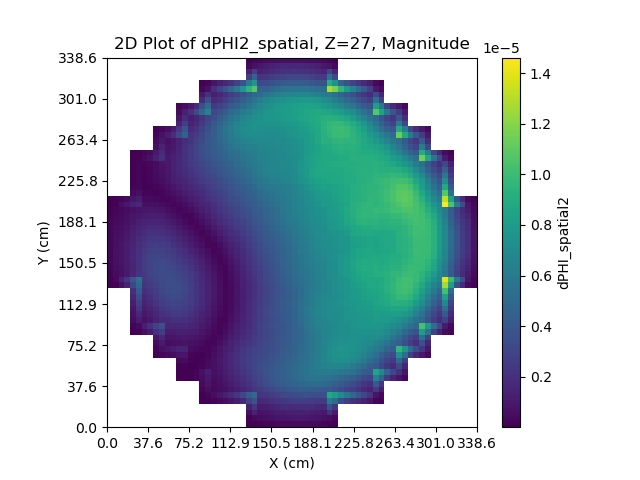 2D Plot of dPHI2_spatial, Z=27, Magnitude
1e−5
338.6
301.0
263.4
225.8
188.1
150.5
112.9
75.2
37.6
0.0
Y (cm)
0.0 37.6 75.2 112.9 150.5 188.1 225.8 263.4 301.0 338.6
X (cm)
1.4
1.2
1.0
0.8
0.6
0.4
0.2
dPHI_spatial2